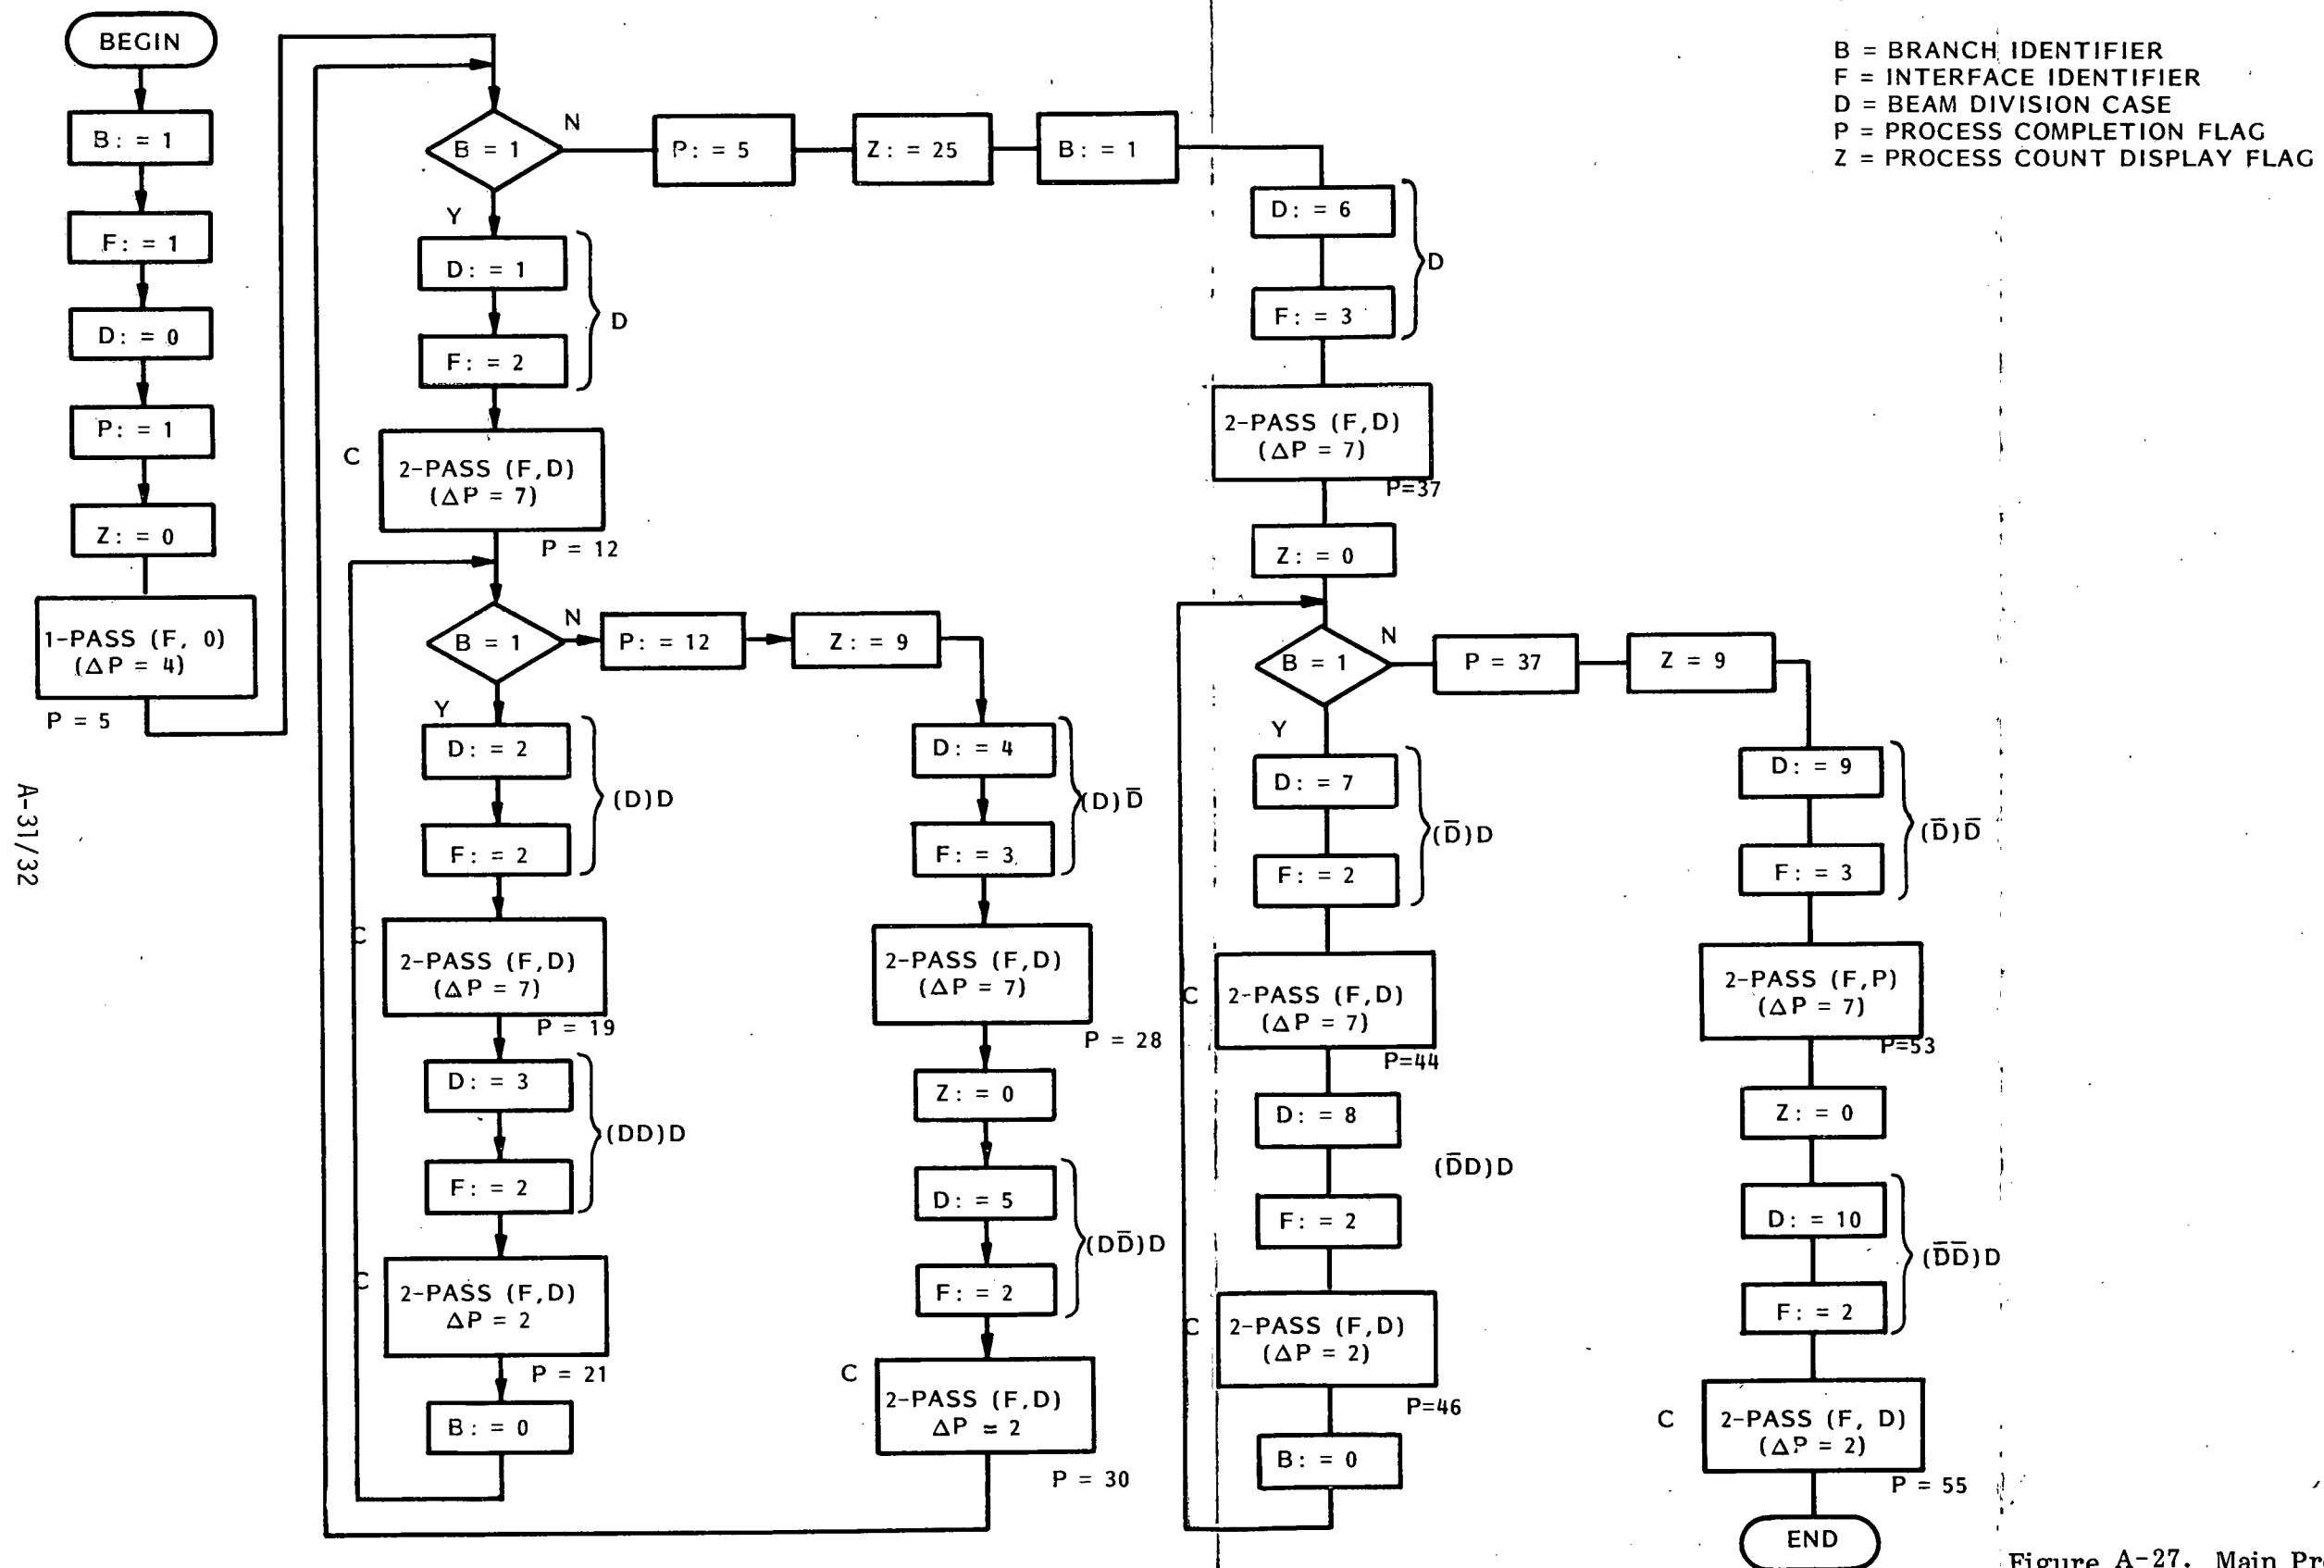 BEGIN
B: = 1
F: = 1
D: = 0
P: = 1
Z: = 0
1-PASS (F, 0)
(ΔP = 4)
P = 5
B = 1
N
P: = 5
Z: = 25
B: = 1
Y
D: = 1
F: = 2
D
C
2-PASS (F,D)
(ΔP = 7)
P = 12
B = 1
N
P: = 12
Z: = 9
Y
D: = 2
F: = 2
(D)D
C
2-PASS (F,D)
(ΔP = 7)
P = 19
D: = 3
F: = 2
(DD)D
C
2-PASS (F,D)
ΔP = 2
P = 21
B: = 0
D: = 4
F: = 3
(D)D̅
2-PASS (F,D)
(ΔP = 7)
P = 28
Z: = 0
D: = 5
F: = 2
(DD̅)D
C
2-PASS (F,D)
ΔP = 2
P = 30
D: = 6
F: = 3
D
2-PASS (F,D)
(ΔP = 7)
P=37
Z: = 0
B = 1
N
P = 37
Z = 9
Y
D: = 7
F: = 2
(D̅)D
C
2-PASS (F,D)
(ΔP = 7)
P=44
D: = 8
F: = 2
(D̅D)D
C
2-PASS (F,D)
(ΔP = 2)
P=46
B: = 0
D: = 9
F: = 3
(D̅)D̅
2-PASS (F,P)
(ΔP = 7)
P=53
Z: = 0
D: = 10
F: = 2
(D̅D̅)D
C
2-PASS (F, D)
(ΔP = 2)
P = 55
END
B = BRANCH IDENTIFIER
F = INTERFACE IDENTIFIER
D = BEAM DIVISION CASE
P = PROCESS COMPLETION FLAG
Z = PROCESS COUNT DISPLAY FLAG
A-31/32
Figure A-27. Main Pr